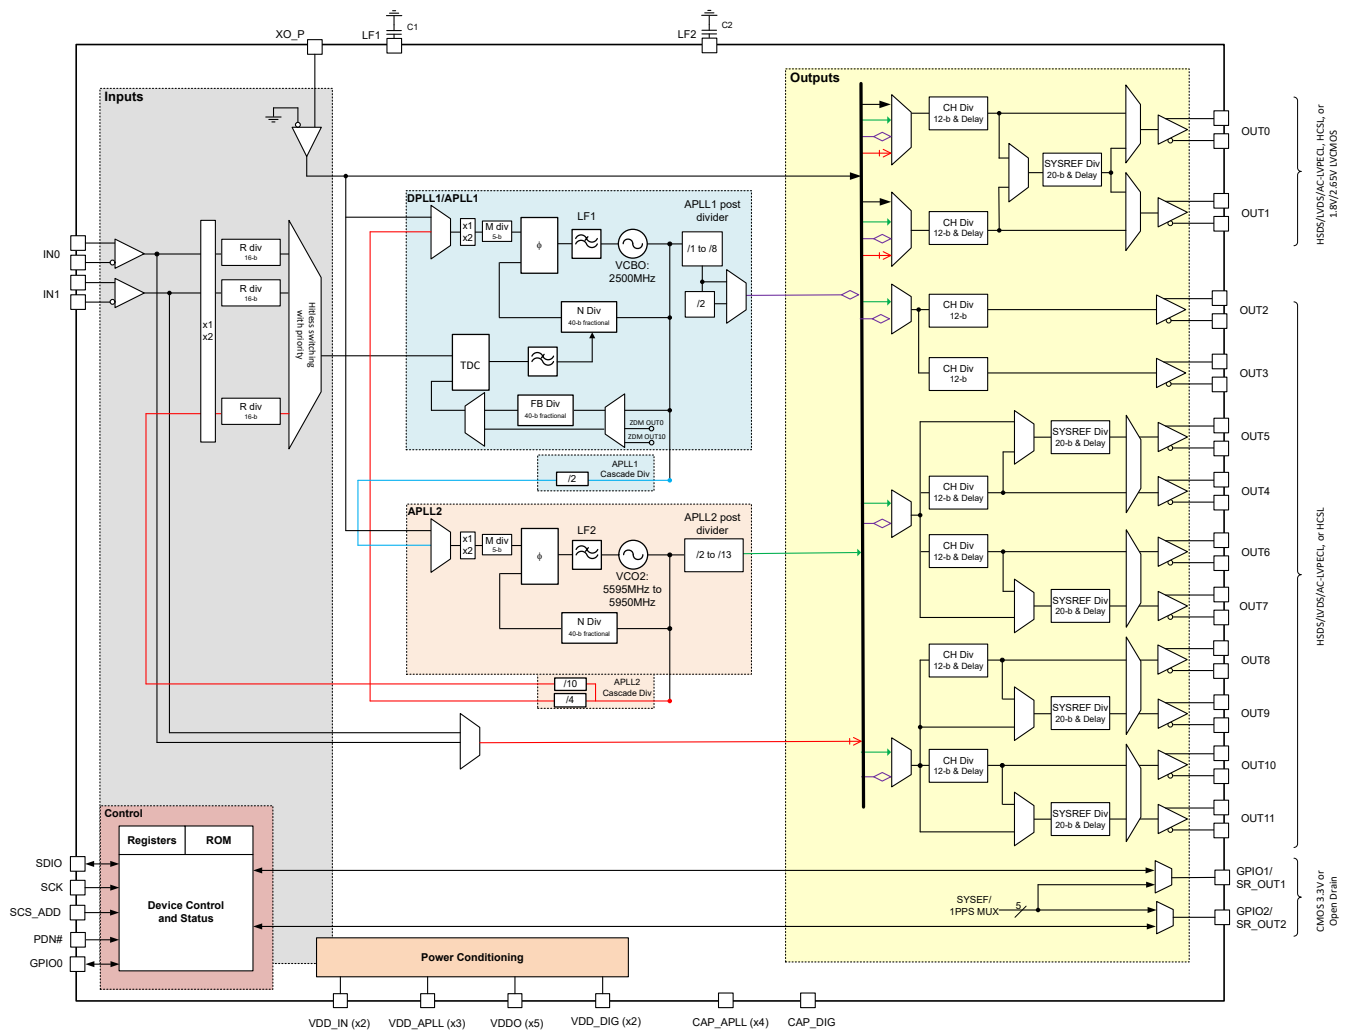 XO_P
LF1
C1
LF2
C2
Inputs
Outputs
IN0
IN1
x1
x2
R div
16-b
R div
16-b
R div
16-b
Hitless switching
with priority
DPLL1/APLL1
x1
x2
M div
5-b
ϕ
LF1
VCBO:
2500MHz
APLL1 post
divider
/1 to /8
/2
N Div
40-b fractional
TDC
FB Div
40-b fractional
ZDM OUT0
ZDM OUT10
APLL1
Cascade Div
/2
APLL2
x1
x2
M div
5-b
ϕ
LF2
VCO2:
5595MHz to
5950MHz
APLL2 post
divider
/2 to /13
N Div
40-b fractional
APLL2
Cascade Div
/10
/4
CH Div
12-b & Delay
SYSREF Div
20-b & Delay
CH Div
12-b & Delay
CH Div
12-b
CH Div
12-b
SYSREF Div
20-b & Delay
CH Div
12-b & Delay
CH Div
12-b & Delay
SYSREF Div
20-b & Delay
CH Div
12-b & Delay
SYSREF Div
20-b & Delay
CH Div
12-b & Delay
SYSREF Div
20-b & Delay
OUT0
OUT1
OUT2
OUT3
OUT5
OUT4
OUT6
OUT7
OUT8
OUT9
OUT10
OUT11
HSDS/LVDS/AC-LVPECL, HCSL, or
1.8V/2.65V LVCMOS
HSDS/LVDS/AC-LVPECL, or HCSL
Control
Registers
ROM
Device Control
and Status
SDIO
SCK
SCS_ADD
PDN#
GPIO0
SYSEF/
1PPS MUX
5
GPIO1/
SR_OUT1
GPIO2/
SR_OUT2
CMOS 3.3V or
Open Drain
Power Conditioning
VDD_IN (x2)
VDD_APLL (x3)
VDDO (x5)
VDD_DIG (x2)
CAP_APLL (x4)
CAP_DIG